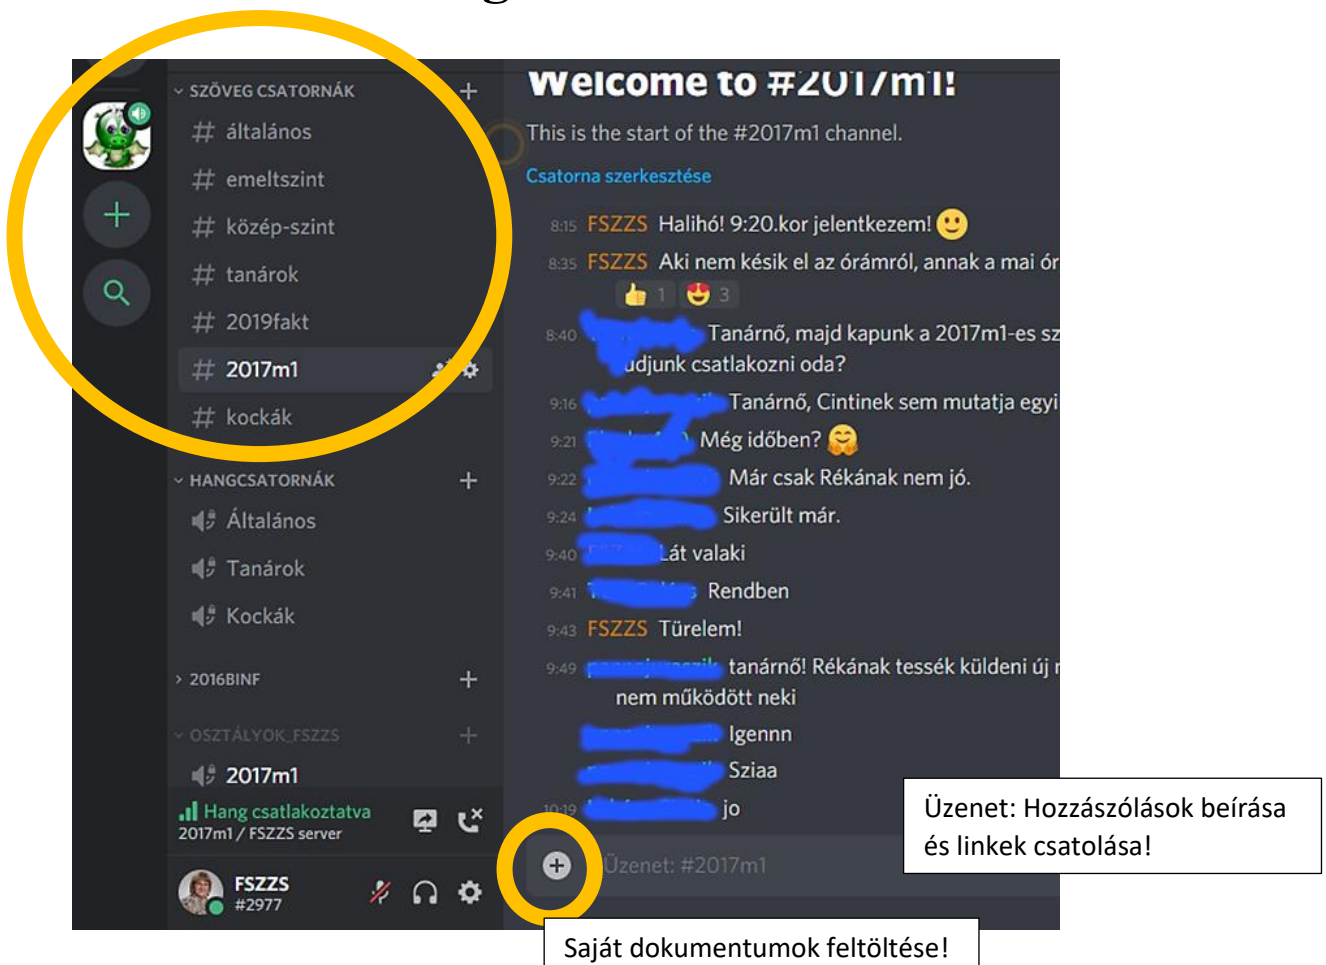 SZÖVEG CSATORNÁK
általános
emeltszint
közép-szint
tanárok
2019fakt
2017m1
kockák
HANGCSATORNÁK
Általános
Tanárok
Kockák
2016BINF
OSZTÁLYOK_FSZZS
2017m1
Hang csatlakoztatva
2017m1 / FSZZS server
FSZZS
#2977
Welcome to #2017m1!
This is the start of the #2017m1 channel.
Csatorna szerkesztése
8:15 FSZZS Halihó! 9:20.kor jelentkezem!
8:35 FSZZS Aki nem késik el az órámról, annak a mai ór
1 3
8:40 Tanárnő, majd kapunk a 2017m1-es sz
udjunk csatlakozni oda?
9:16 Tanárnő, Cintinek sem mutatja egyi
9:21 Még időben?
9:22 Már csak Rékának nem jó.
9:24 Sikerült már.
9:40 Lát valaki
9:41 Rendben
9:43 FSZZS Türelem!
9:49 tanárnő! Rékának tessék küldeni új
nem működött neki
Igennn
Sziaa
10:19 jo
Üzenet: #2017m1
Üzenet: Hozzászólások beírása
és linkek csatolása!
Saját dokumentumok feltöltése!